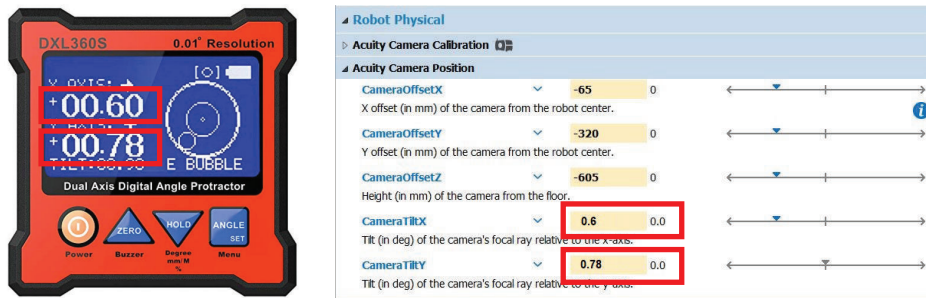 DXL360S 0.01° Resolution
X AXIS:
+00.60
Y AXIS:
+00.78
TILT:00.98 E BUBBLE
Dual Axis Digital Angle Protractor
ZERO HOLD ANGLE SET
Power Buzzer Degree mm/M % Menu
Robot Physical
Acuity Camera Calibration
Acuity Camera Position
CameraOffsetX -65 0
X offset (in mm) of the camera from the robot center.
CameraOffsetY -320 0
Y offset (in mm) of the camera from the robot center.
CameraOffsetZ -605 0
Height (in mm) of the camera from the floor.
CameraTiltX 0.6 0.0
Tilt (in deg) of the camera's focal ray relative to the x-axis.
CameraTiltY 0.78 0.0
Tilt (in deg) of the camera's focal ray relative to the y-axis.